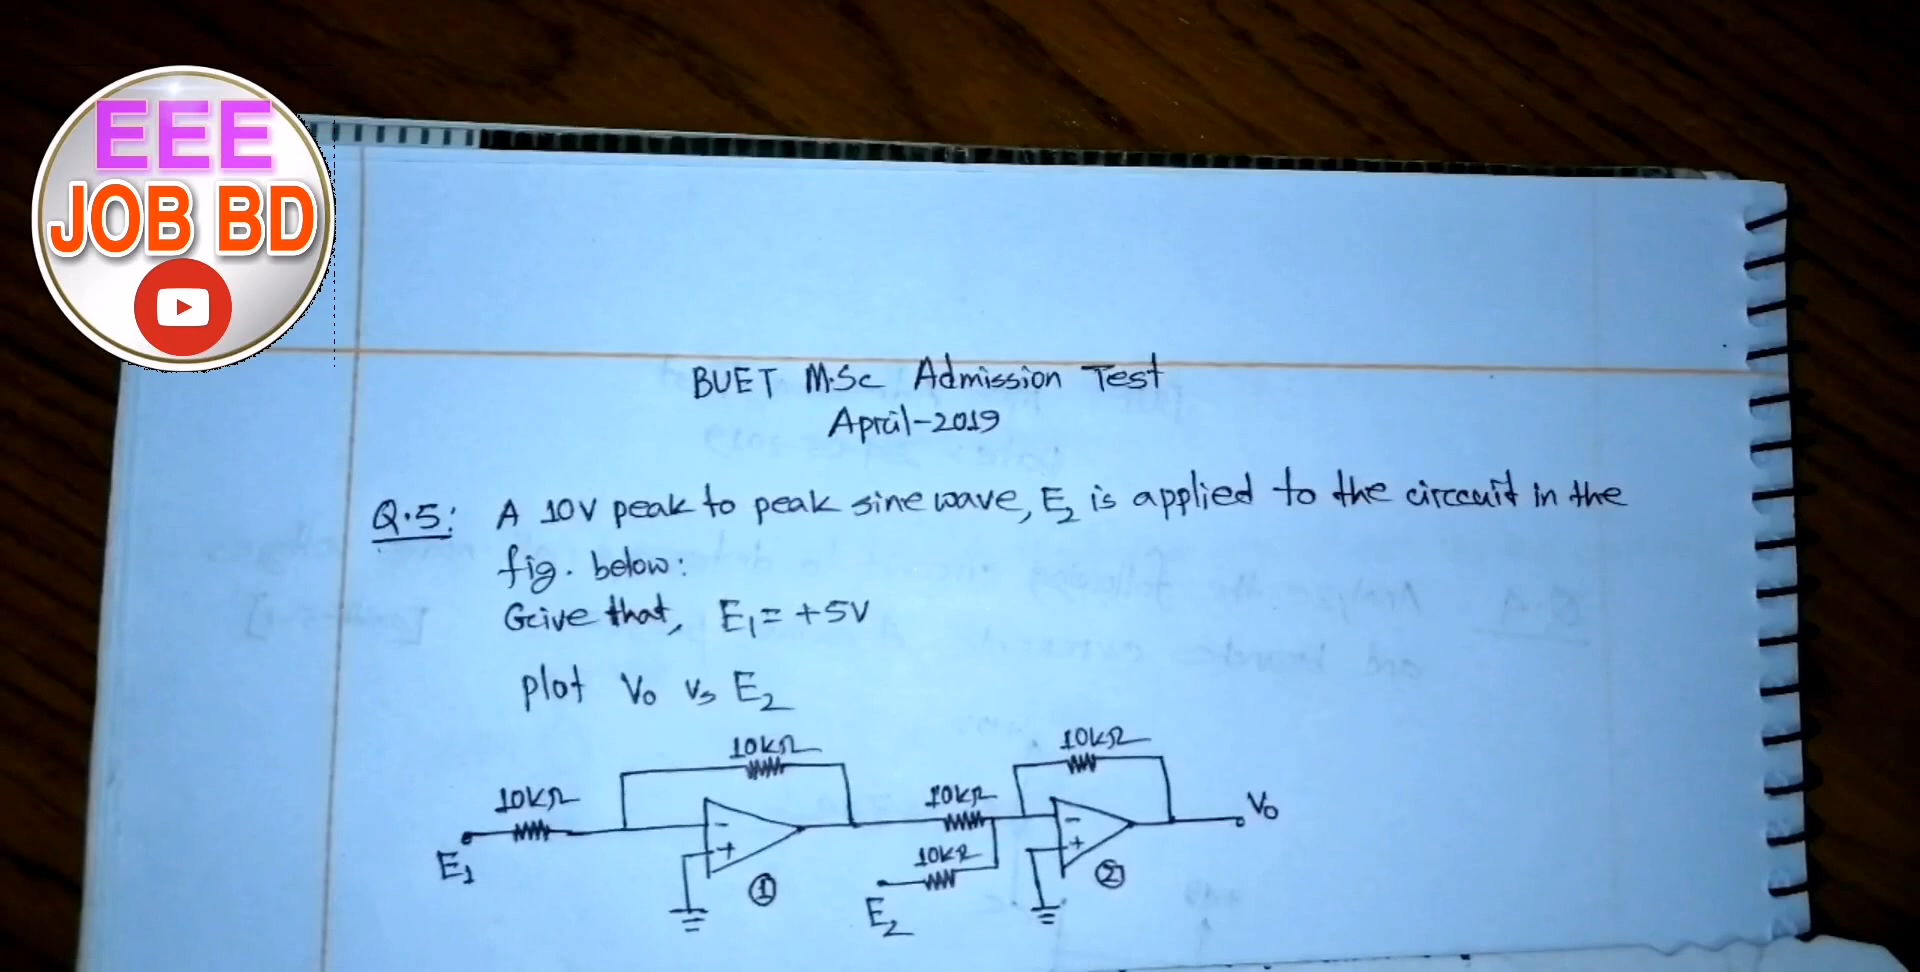 EEE
JOB BD
BUET M.Sc Admission Test
April-2019
Q.5: A 10V peak to peak sine wave, E₂ is applied to the circuit in the
fig. below:
Give that, E₁ = +5V
plot V₀ vs E₂
10kΩ
10kΩ
10kΩ
10kΩ
10kΩ
E₁
E₂
V₀
-
+
-
+
①
②